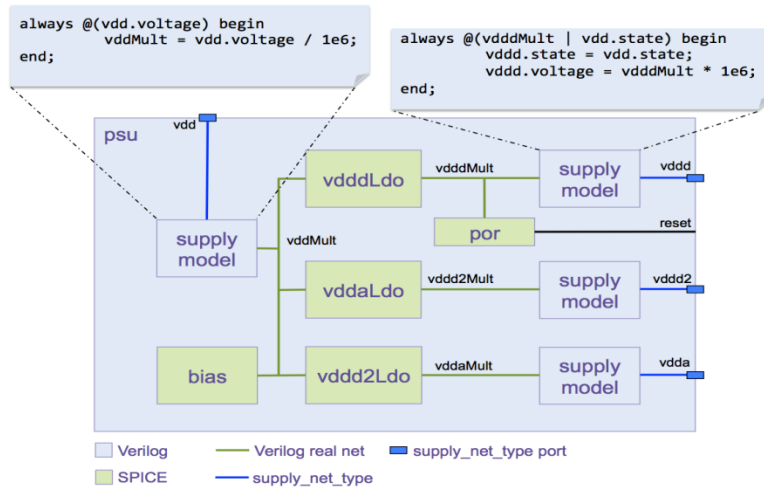 always @(vdd.voltage) begin
vddMult = vdd.voltage / 1e6;
end;
always @(vdddMult | vdd.state) begin
vddd.state = vdd.state;
vddd.voltage = vdddMult * 1e6;
end;
psu
vdd
supply
model
vddMult
bias
vdddLdo
vdddMult
supply
model
vddd
por
reset
vddaLdo
vddd2Mult
supply
model
vddd2
vddd2Ldo
vddaMult
supply
model
vdda
Verilog
Verilog real net
supply_net_type port
SPICE
supply_net_type